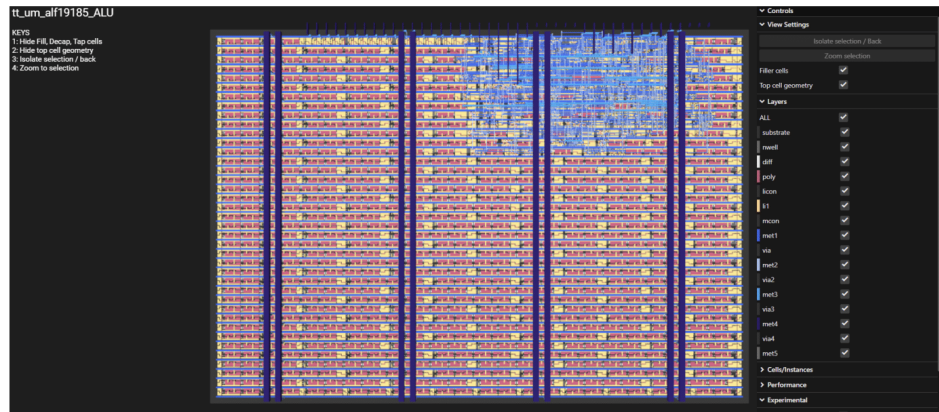 tt_um_alf19185_ALU
KEYS
1: Hide Fill, Decap, Tap cells
2: Hide top cell geometry
3: Isolate selection / back
4: Zoom to selection
Controls
View Settings
Isolate selection / Back
Zoom selection
Filler cells
Top cell geometry
Layers
ALL
substrate
nwell
diff
poly
licon
li1
mcon
met1
via
met2
via2
met3
via3
met4
via4
met5
Cells/Instances
Performance
Experimental